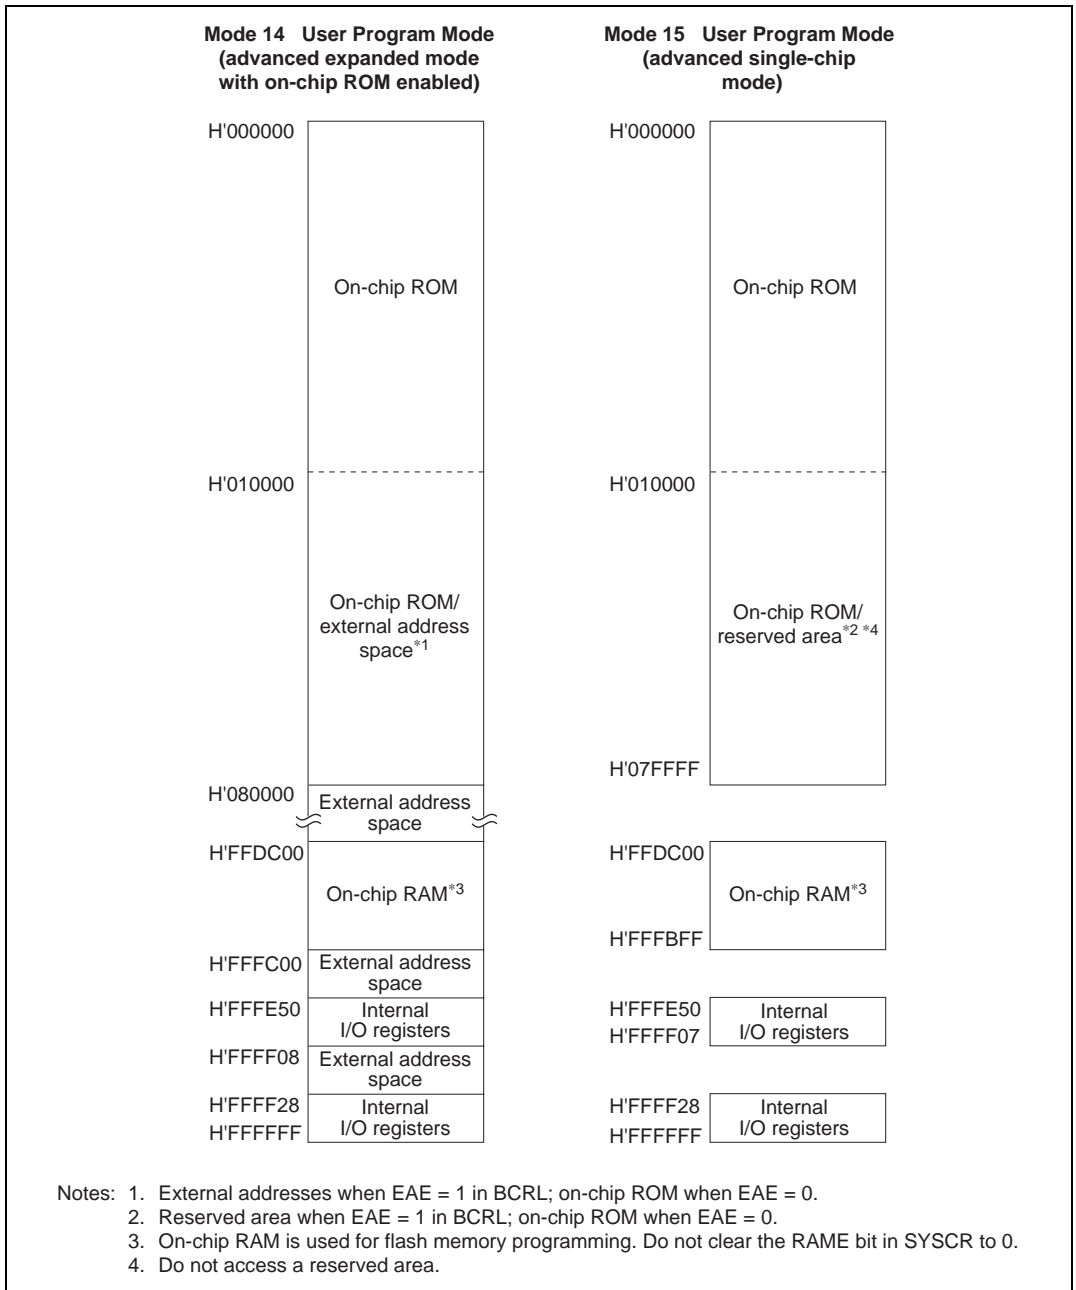 Mode 14   User Program Mode
(advanced expanded mode
with on-chip ROM enabled)
H'000000
On-chip ROM
H'010000
On-chip ROM/
external address
space*1
H'080000
External address
space
H'FFDC00
On-chip RAM*3
H'FFFC00
External address
space
H'FFFE50
Internal
I/O registers
H'FFFF08
External address
space
H'FFFF28
Internal
I/O registers
H'FFFFFF
Mode 15   User Program Mode
(advanced single-chip
mode)
H'000000
On-chip ROM
H'010000
On-chip ROM/
reserved area*2 *4
H'07FFFF
H'FFDC00
On-chip RAM*3
H'FFFBFF
H'FFFE50
Internal
I/O registers
H'FFFF07
H'FFFF28
Internal
I/O registers
H'FFFFFF
Notes: 1. External addresses when EAE = 1 in BCRL; on-chip ROM when EAE = 0.
2. Reserved area when EAE = 1 in BCRL; on-chip ROM when EAE = 0.
3. On-chip RAM is used for flash memory programming. Do not clear the RAME bit in SYSCR to 0.
4. Do not access a reserved area.